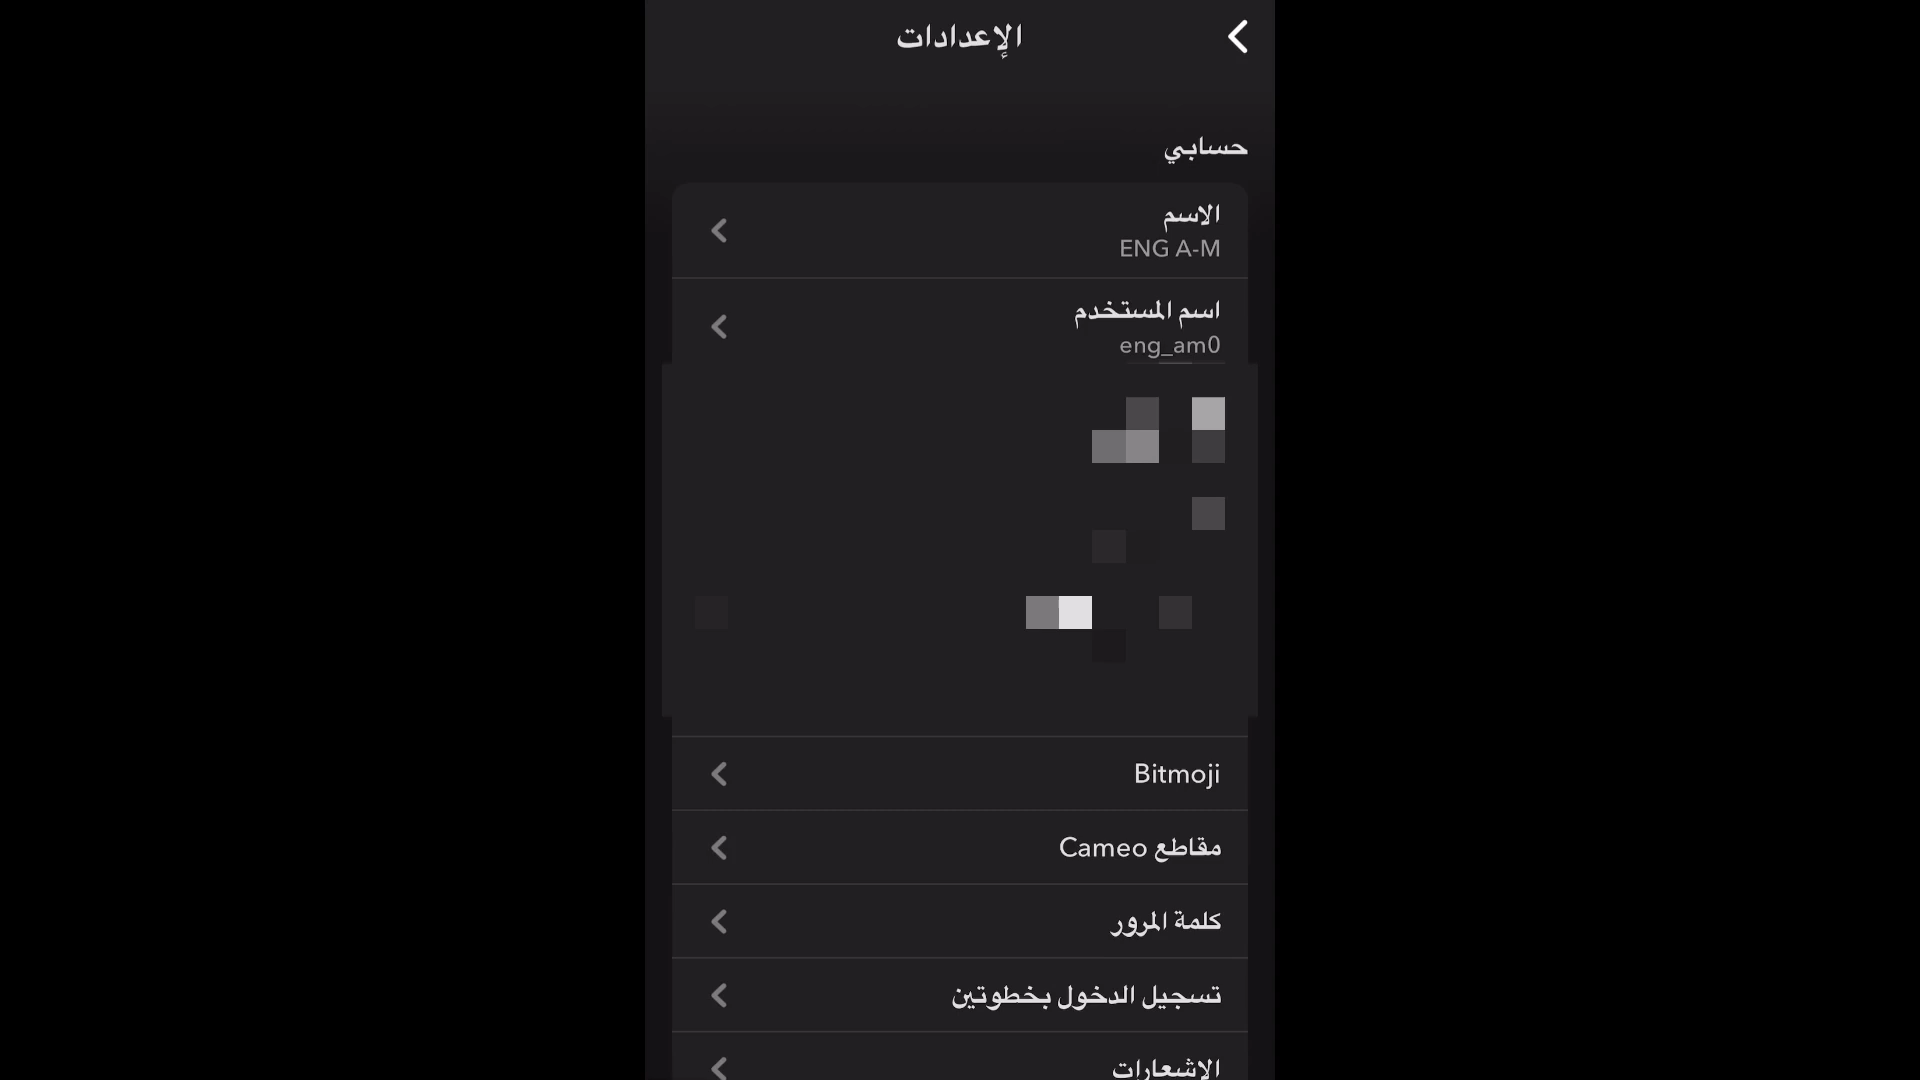 الإعدادات
حسابي
الاسم
ENG A-M
اسم المستخدم
eng_am0
Bitmoji
مقاطع Cameo
كلمة المرور
تسجيل الدخول بخطوتين
الإشعارات